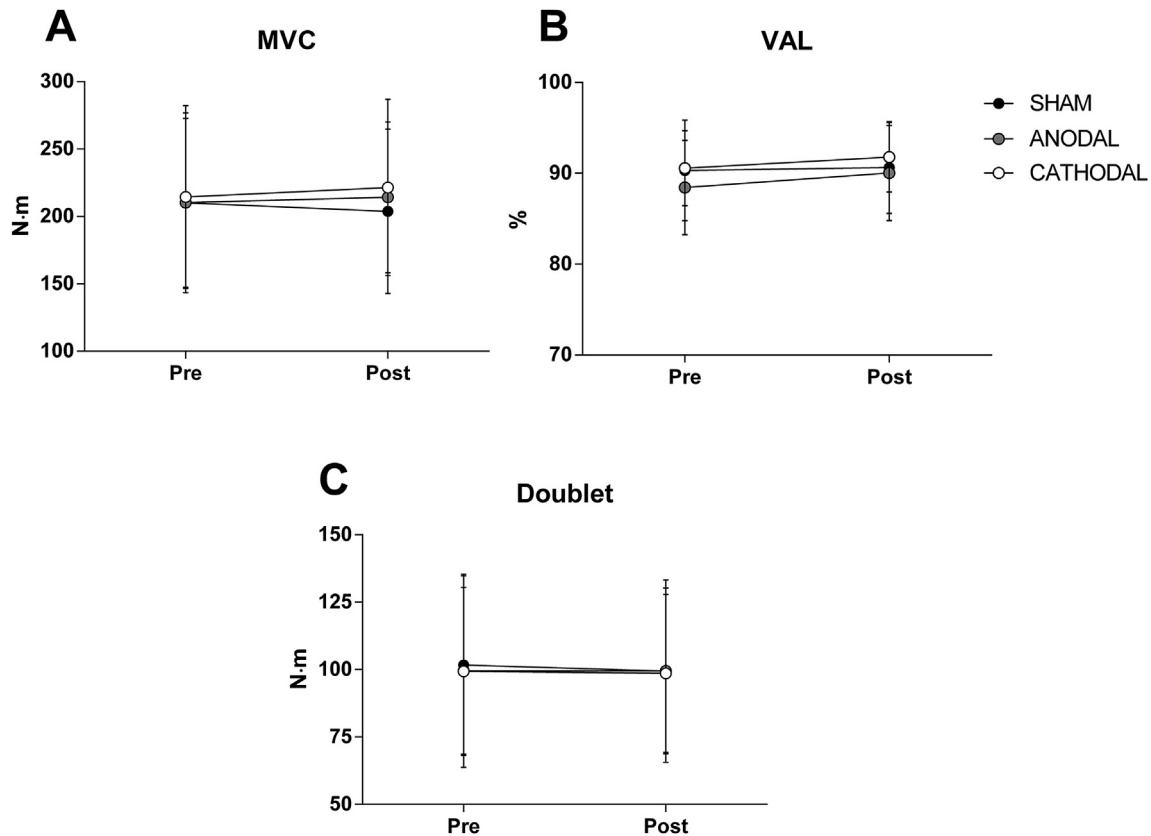 A
MVC
300
250
200
150
100
N·m
Pre
Post
B
VAL
100
90
80
70
%
Pre
Post
SHAM
ANODAL
CATHODAL
C
Doublet
150
125
100
75
50
N·m
Pre
Post